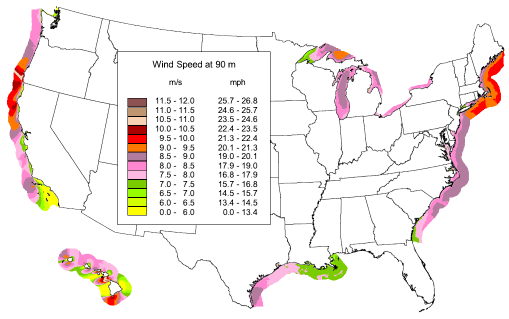 Wind Speed at 90 m
m/s mph
11.5 - 12.0 25.7 - 26.8
11.0 - 11.5 24.6 - 25.7
10.5 - 11.0 23.5 - 24.6
10.0 - 10.5 22.4 - 23.5
9.5 - 10.0 21.3 - 22.4
9.0 - 9.5 20.1 - 21.3
8.5 - 9.0 19.0 - 20.1
8.0 - 8.5 17.9 - 19.0
7.5 - 8.0 16.8 - 17.9
7.0 - 7.5 15.7 - 16.8
6.5 - 7.0 14.5 - 15.7
6.0 - 6.5 13.4 - 14.5
0.0 - 6.0 0.0 - 13.4